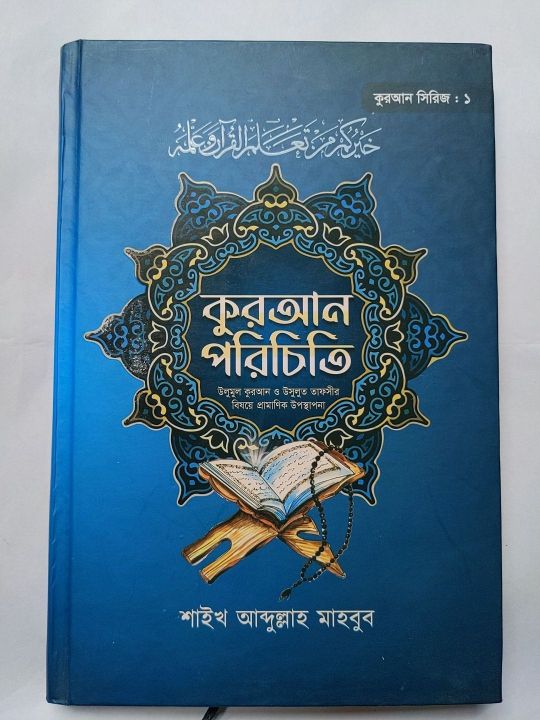 কুরআন সিরিজ : ১
خيركم من تعلم القرآن وعلمه
কুরআন
পরিচিতি
উলুমুল কুরআন ও উসুলুত তাফসীর
বিষয়ে প্রামাণিক উপস্থাপনা
শাইখ আব্দুল্লাহ মাহবুব